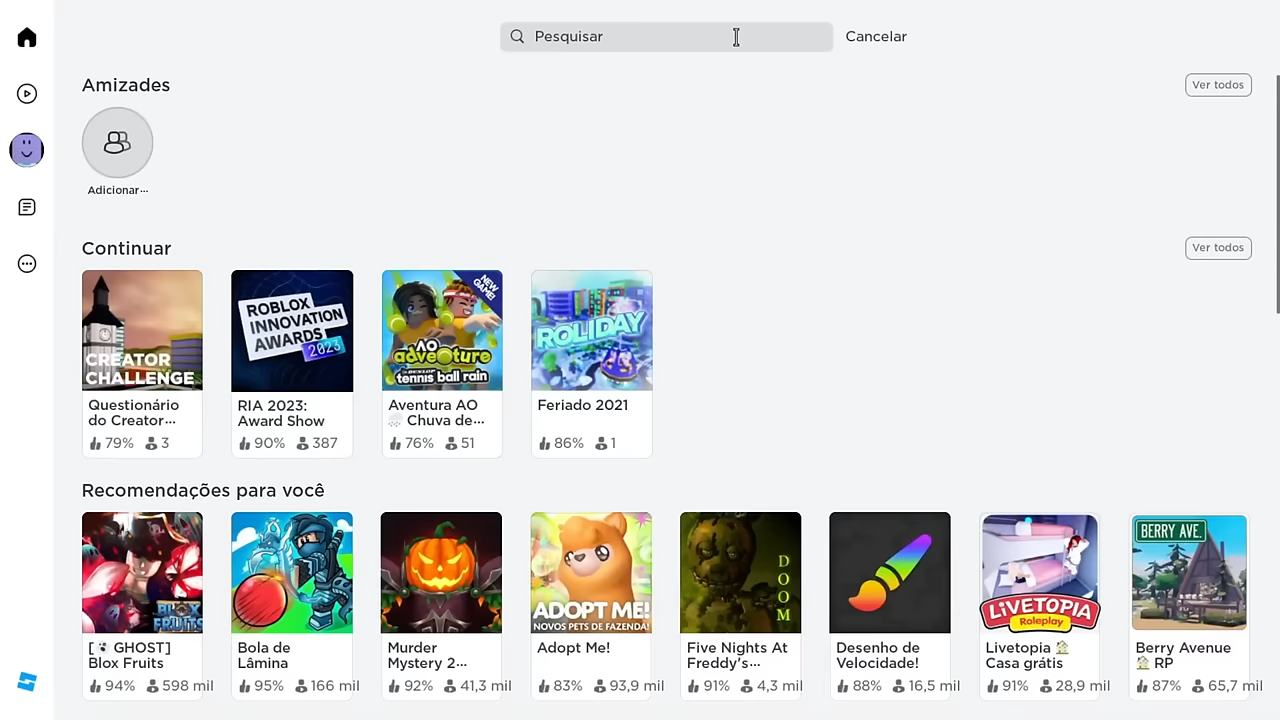 Pesquisar
Cancelar
Amizades
Ver todos
Adicionar···
Continuar
Ver todos
CREATOR
CHALLENGE
ROBLOX
INNOVATION
AWARDS
2023
NEW
GAME!
AO
adventure
DUNLOP
tennis ball rain
ROLIDAY
Questionário
do Creator···
79% 3
RIA 2023:
Award Show
90% 387
Aventura AO
🌧 Chuva de···
76% 51
Feriado 2021
86% 1
Recomendações para você
BLOX
FRUITS
ADOPT ME!
NOVOS PETS DE FAZENDA!
DOOM
LIVETOPIA
Roleplay
BERRY AVE.
[👻 GHOST]
Blox Fruits
94% 598 mil
Bola de
Lâmina
95% 166 mil
Murder
Mystery 2···
92% 41,3 mil
Adopt Me!
83% 93,9 mil
Five Nights At
Freddy's···
91% 4,3 mil
Desenho de
Velocidade!
88% 16,5 mil
Livetopia 🏠
Casa grátis
91% 28,9 mil
Berry Avenue
🏠 RP
87% 65,7 mil